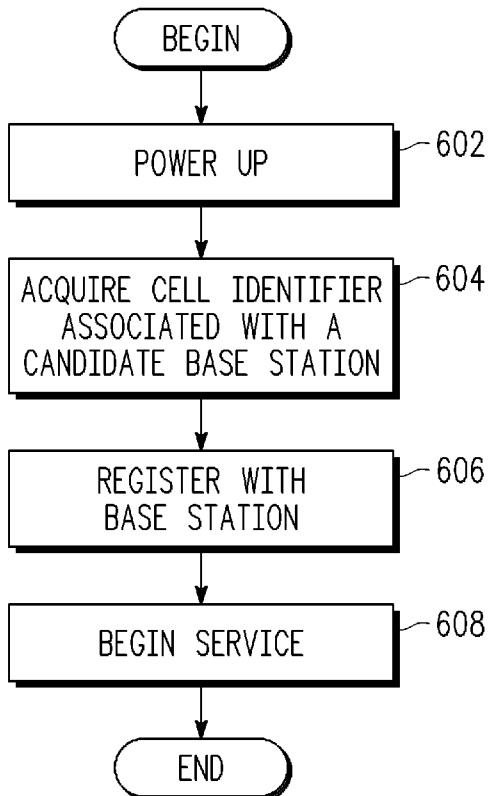 BEGIN
POWER UP
602
ACQUIRE CELL IDENTIFIER
ASSOCIATED WITH A
CANDIDATE BASE STATION
604
REGISTER WITH
BASE STATION
606
BEGIN SERVICE
608
END